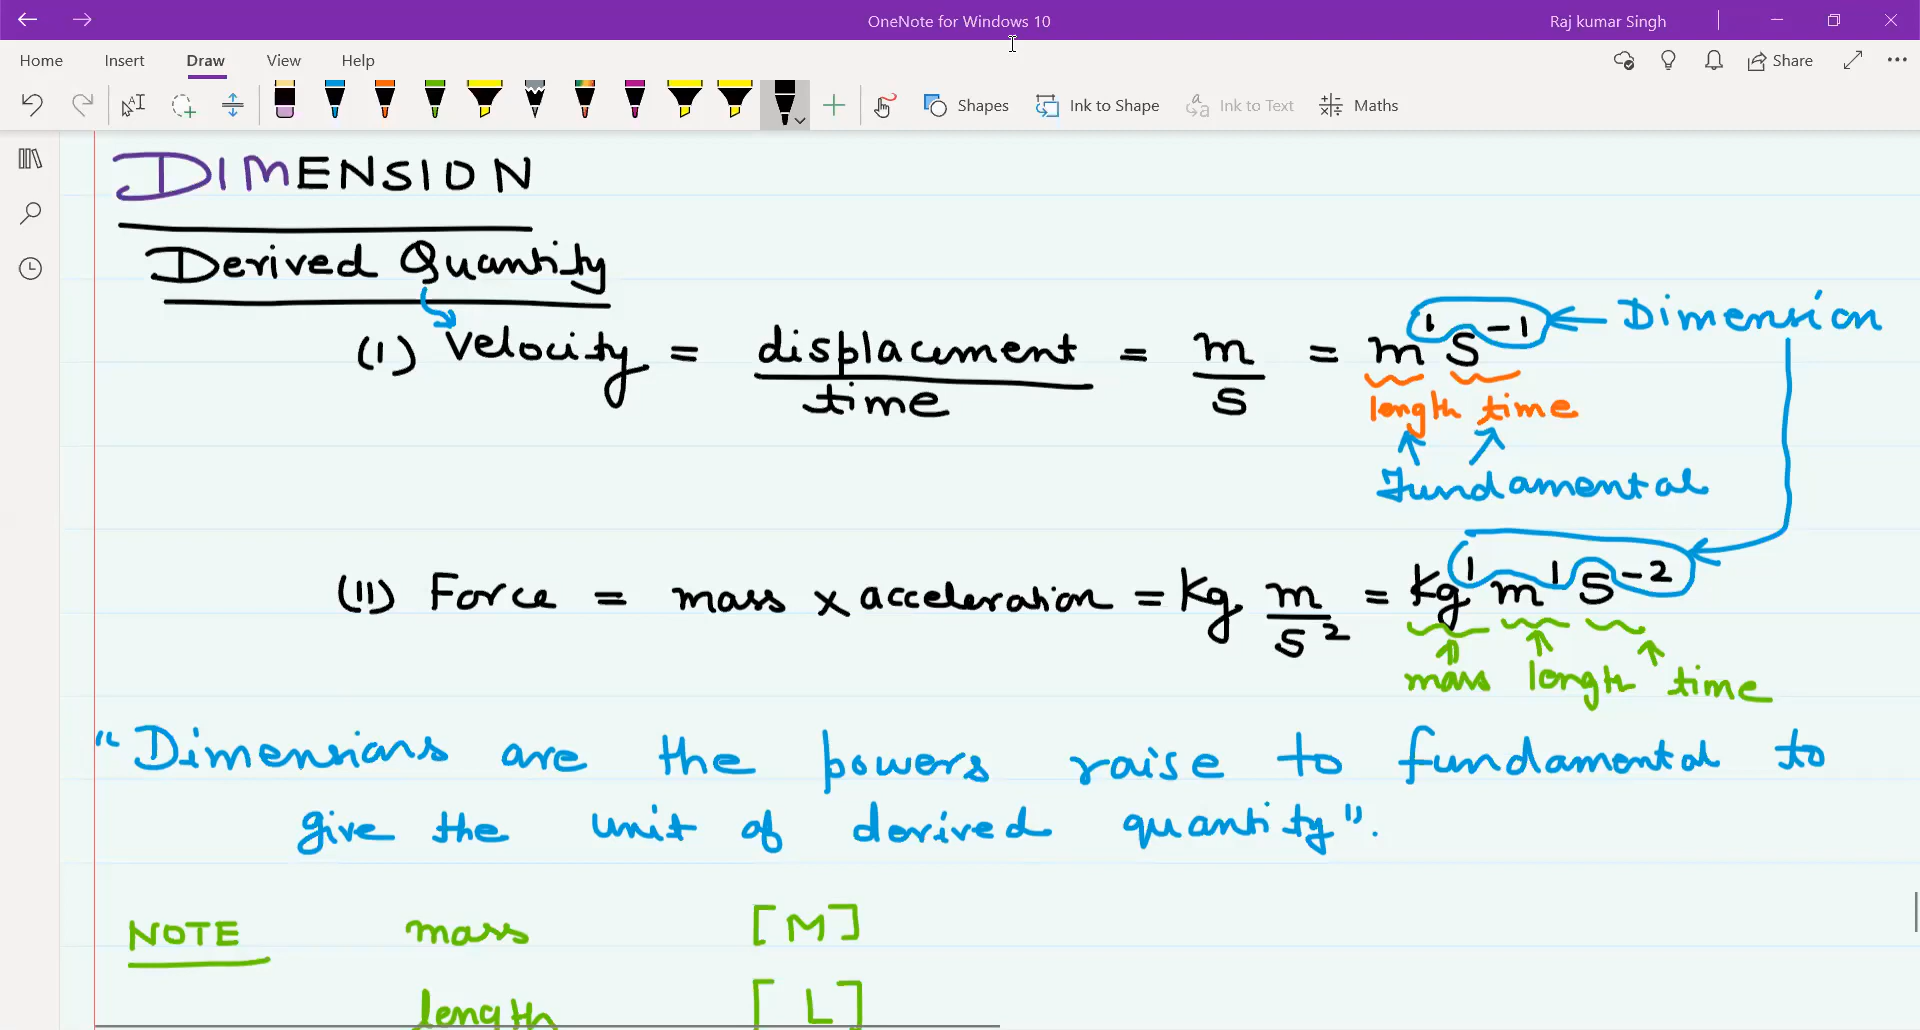 OneNote for Windows 10
Raj kumar Singh
Home Insert Draw View Help
Share
Shapes Ink to Shape Ink to Text Maths
DIMENSION
Derived Quantity
(I) Velocity = displacement / time = m / s = m¹ s⁻¹ ← Dimension
length time
Fundamental
(II) Force = mass x acceleration = kg m / s² = kg¹ m¹ s⁻²
mass length time
"Dimensions are the powers raise to fundamental to
give the unit of derived quantity".
NOTE mass [M]
length [L]